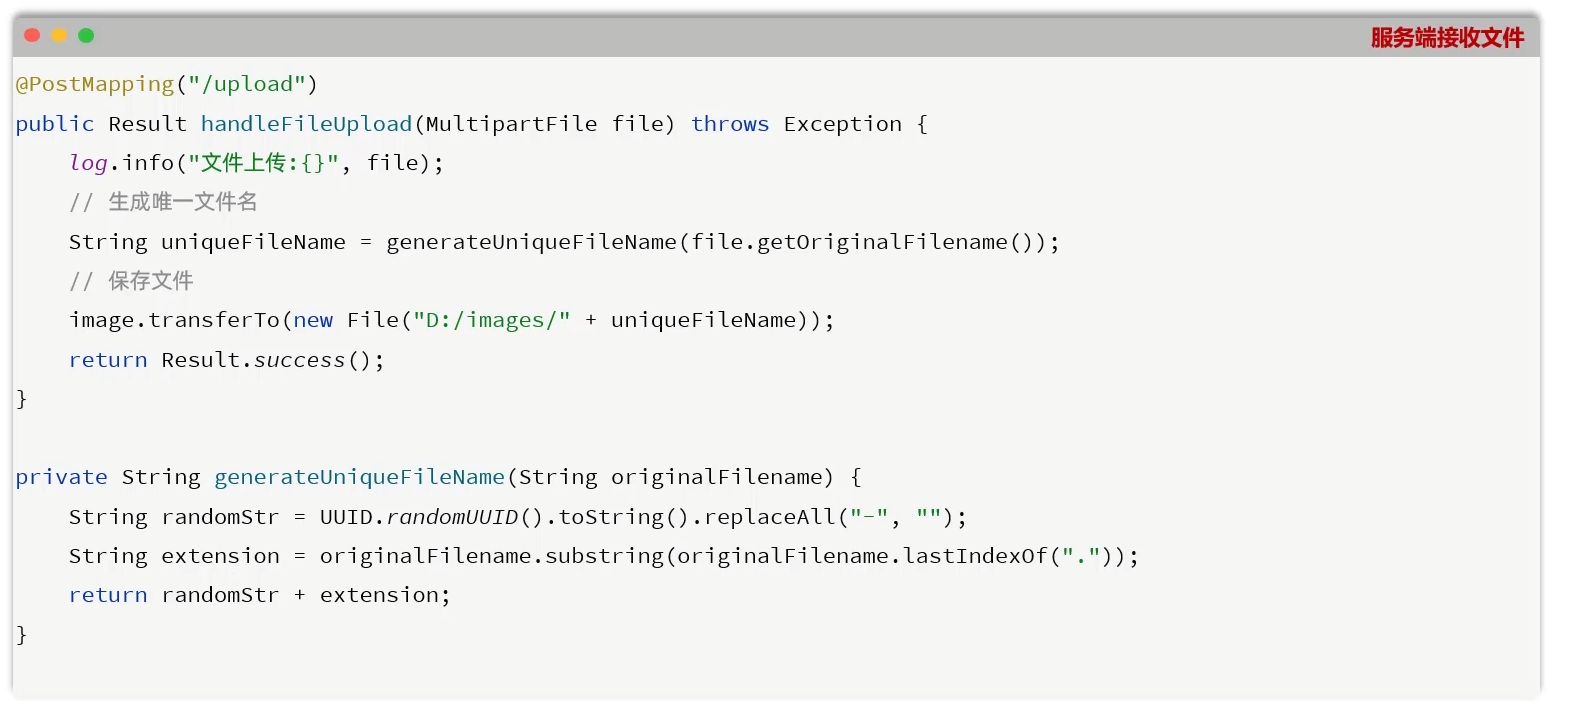 服务端接收文件
@PostMapping("/upload")
public Result handleFileUpload(MultipartFile file) throws Exception {
    log.info("文件上传:{}", file);
    // 生成唯一文件名
    String uniqueFileName = generateUniqueFileName(file.getOriginalFilename());
    // 保存文件
    image.transferTo(new File("D:/images/" + uniqueFileName));
    return Result.success();
}
private String generateUniqueFileName(String originalFilename) {
    String randomStr = UUID.randomUUID().toString().replaceAll("-", "");
    String extension = originalFilename.substring(originalFilename.lastIndexOf("."));
    return randomStr + extension;
}